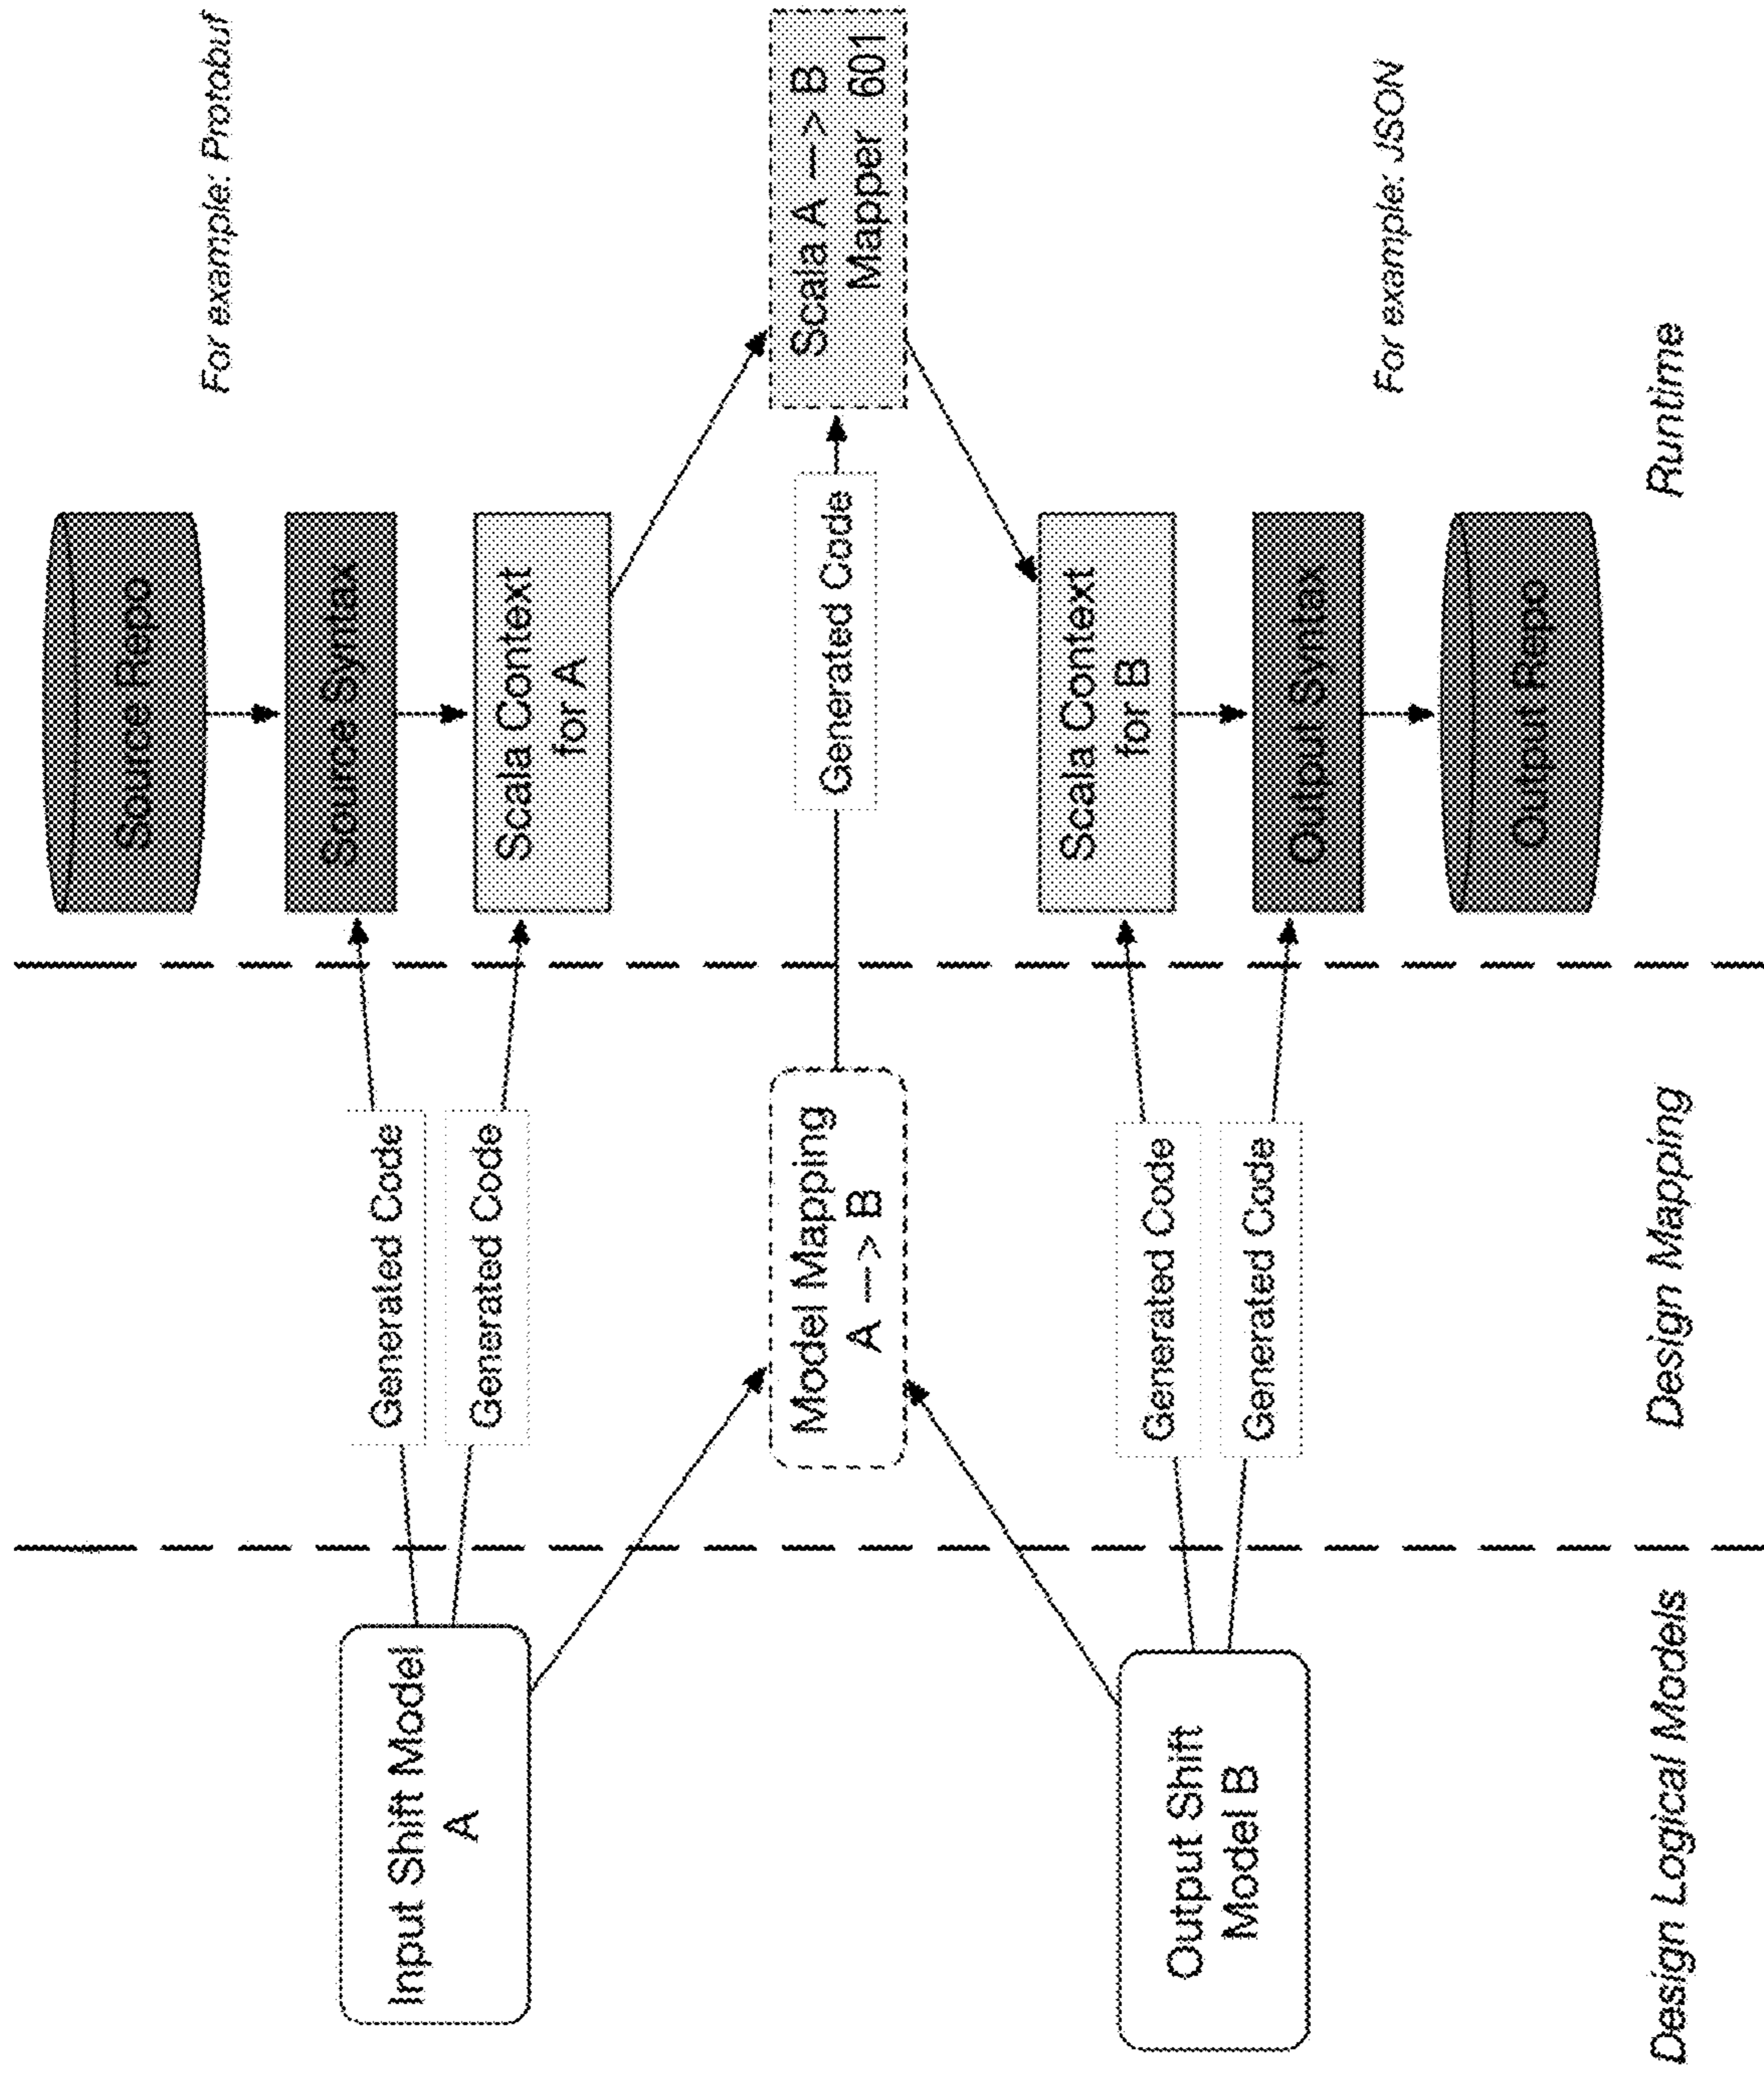 Source Repo
For example: Protobuf
Source Syntax
Generated Code
Generated Code
Input Shift Model
A
Scala Context
for A
Model Mapping
A ---> B
Generated Code
Scala A ---> B
Mapper 601
Scala Context
for B
Output Shift
Model B
Generated Code
Generated Code
Output Syntax
For example: JSON
Output Repo
Design Logical Models
Design Mapping
Runtime